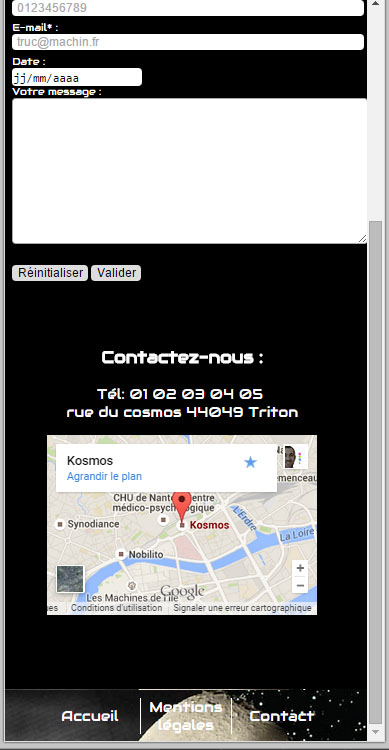 0123456789
E-mail* :
truc@machin.fr
Date :
jj/mm/aaaa
Votre message :
Réinitialiser Valider
Contactez-nous :
Tél: 01 02 03 04 05
rue du cosmos 44049 Triton
Kosmos
Agrandir le plan
CHU de Nante centre
médico-psychologique
Synodiance
Kosmos
L'Erdre
La Loire
Nobilito
Les Machines de l'île
Google
Conditions d'utilisation
Signaler une erreur cartographique
Accueil
Mentions
légales
Contact